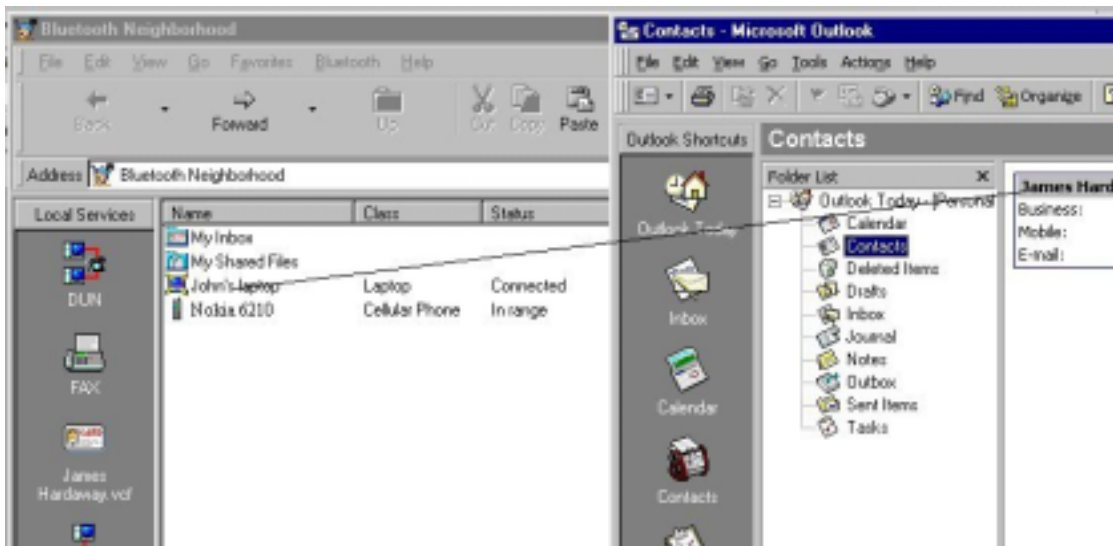 Bluetooth Neighborhood
File Edit View Go Favorites Bluetooth Help
Back Forward Up Cut Copy Paste
Address Bluetooth Neighborhood
Local Services
DUN
FAX
James
Hardaway.vcf
Name Class Status
My Inbox
My Shared Files
John's laptop Laptop Connected
Nokia 6210 Cellular Phone In range
Contacts - Microsoft Outlook
File Edit View Go Tools Actions Help
Find Organize
Outlook Shortcuts
Outlook Today
Inbox
Calendar
Contacts
Contacts
Folder List
Outlook Today - [Personal
Calendar
Contacts
Deleted Items
Drafts
Inbox
Journal
Notes
Outbox
Sent Items
Tasks
James Hard
Business:
Mobile:
E-mail: